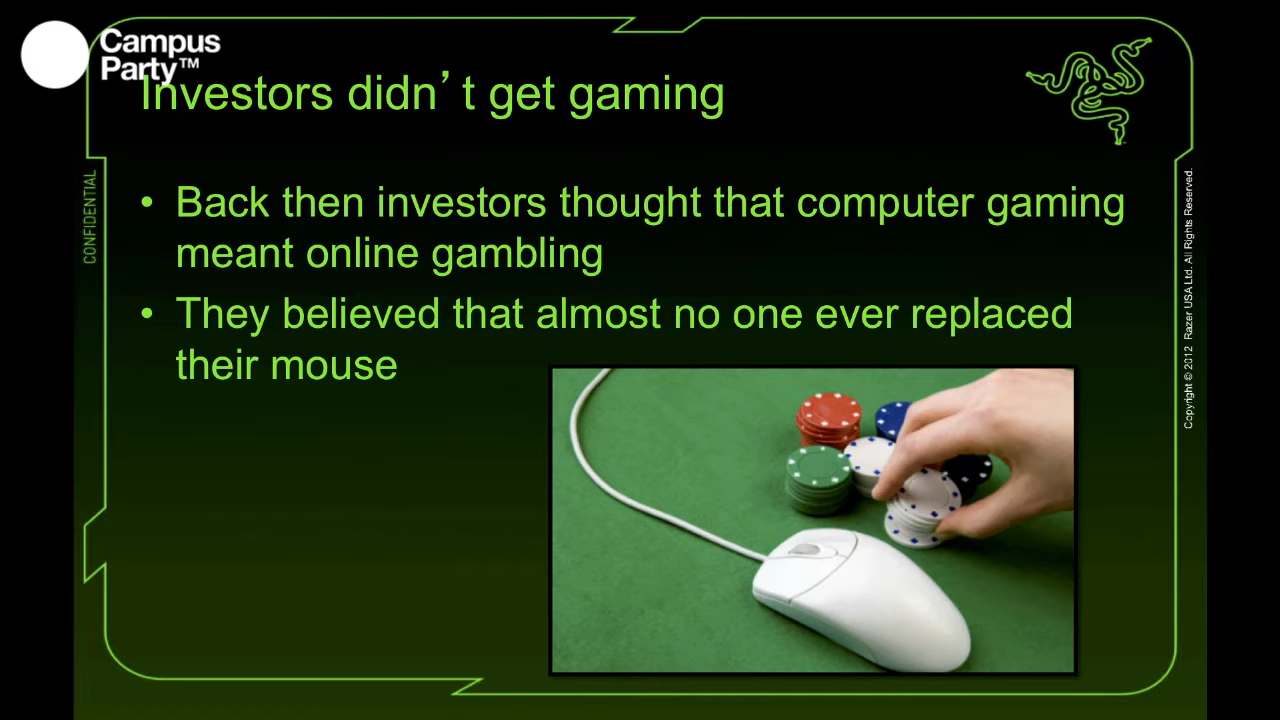 Campus
Party™
Investors didn’t get gaming
• Back then investors thought that computer gaming
meant online gambling
• They believed that almost no one ever replaced
their mouse
CONFIDENTIAL
Copyright © 2012 Razer USA Ltd. All Rights Reserved.